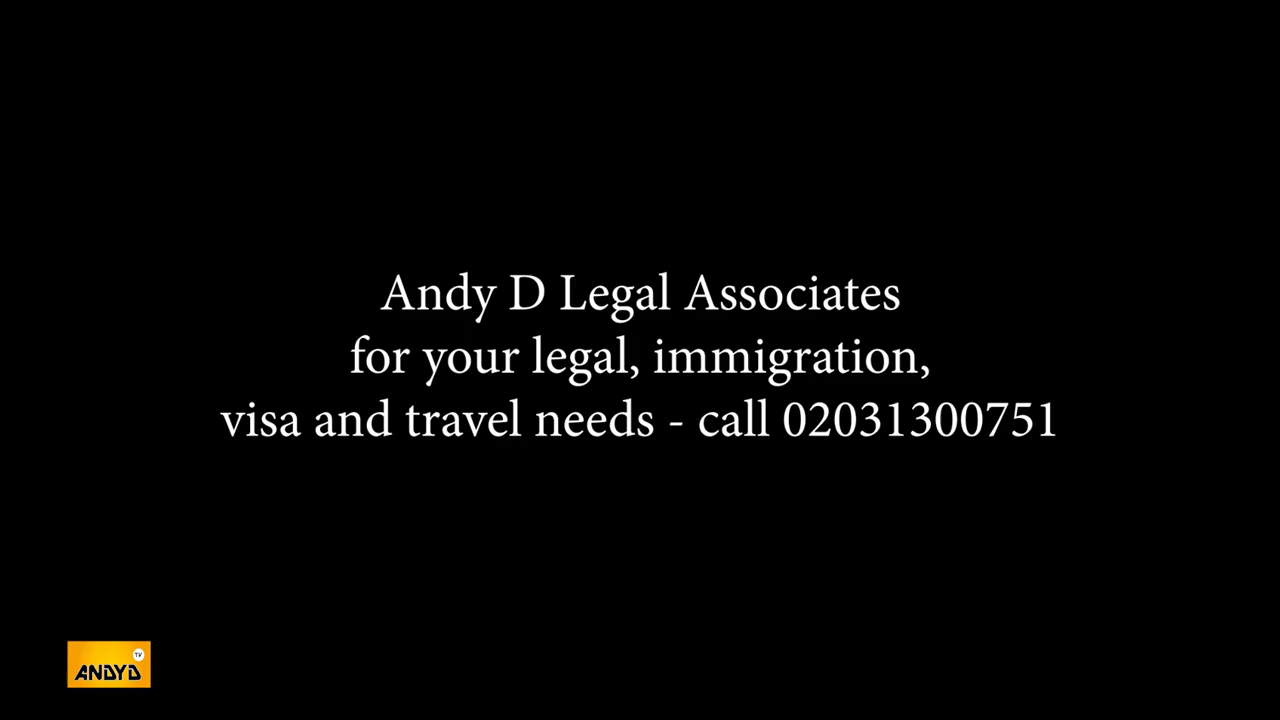 Andy D Legal Associates
for your legal, immigration,
visa and travel needs - call 02031300751
TV
ANDYD